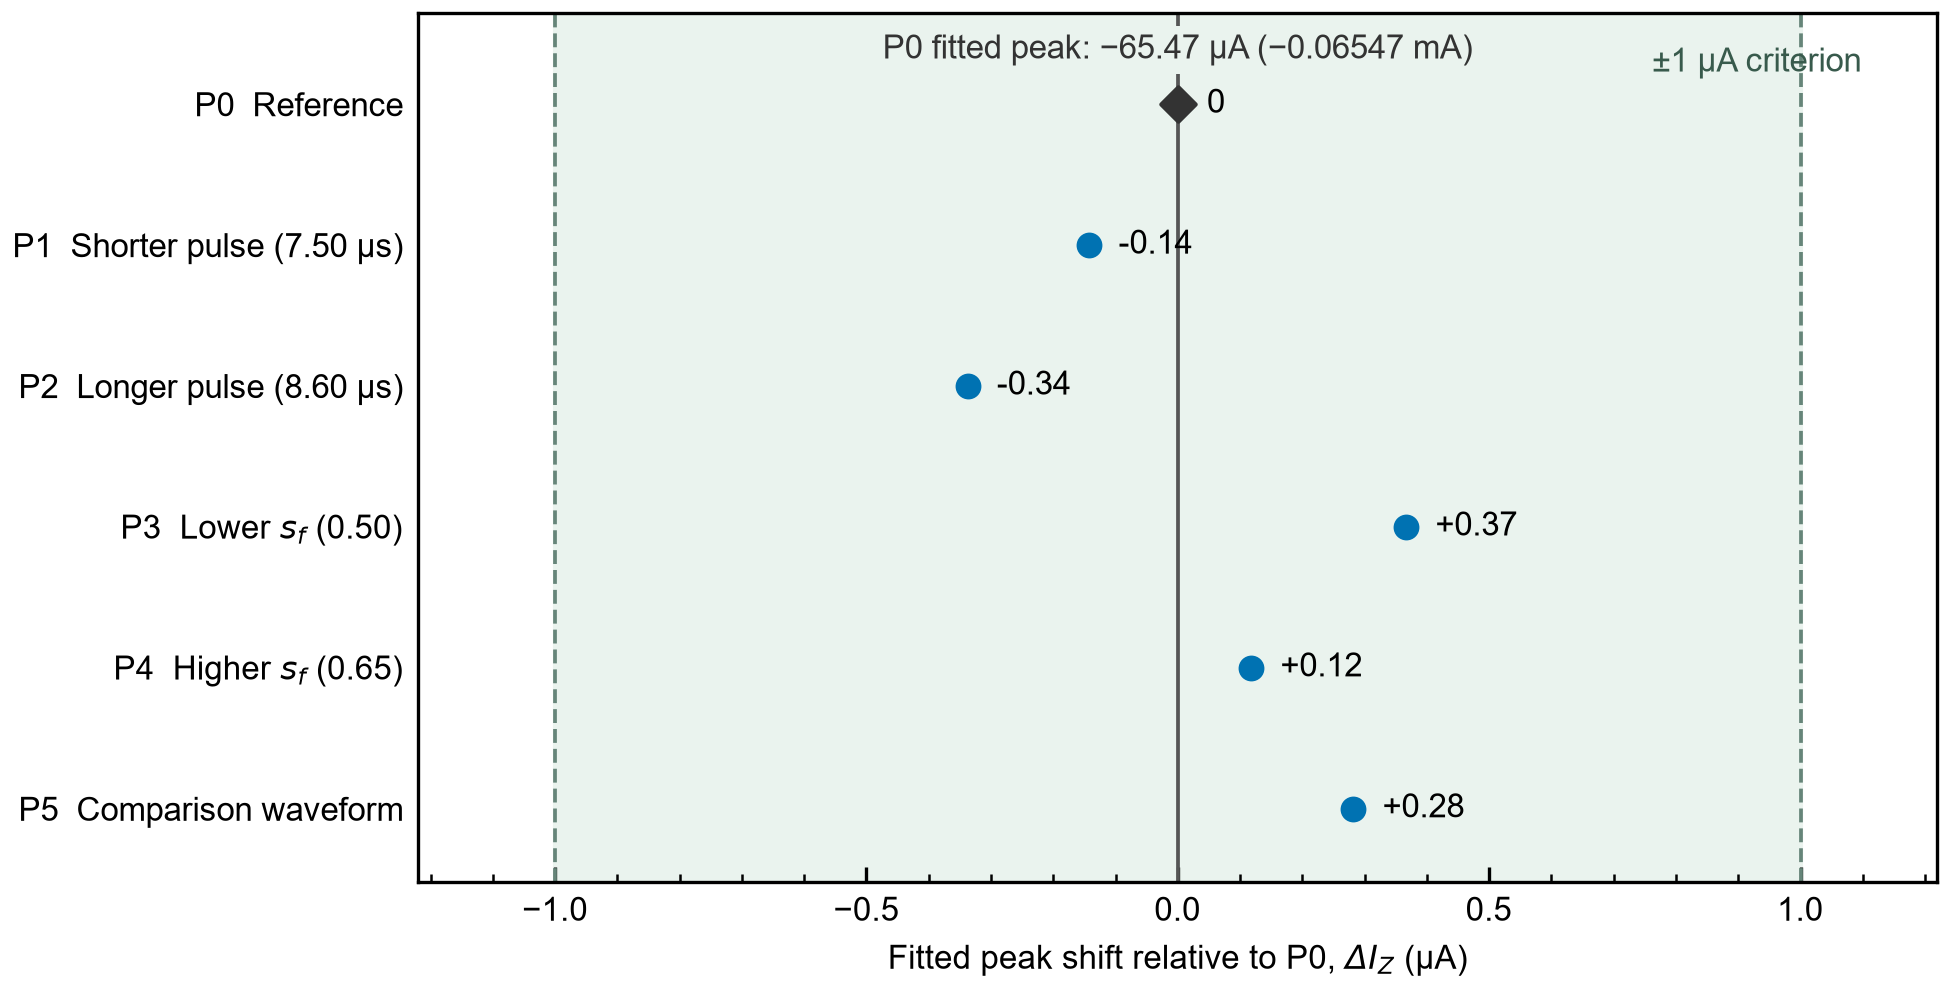 P0 fitted peak: −65.47 µA (−0.06547 mA)
±1 µA criterion
P0  Reference
0
P1  Shorter pulse (7.50 µs)
-0.14
P2  Longer pulse (8.60 µs)
-0.34
P3  Lower s_f (0.50)
+0.37
P4  Higher s_f (0.65)
+0.12
P5  Comparison waveform
+0.28
−1.0
−0.5
0.0
0.5
1.0
Fitted peak shift relative to P0, ΔI_Z (µA)